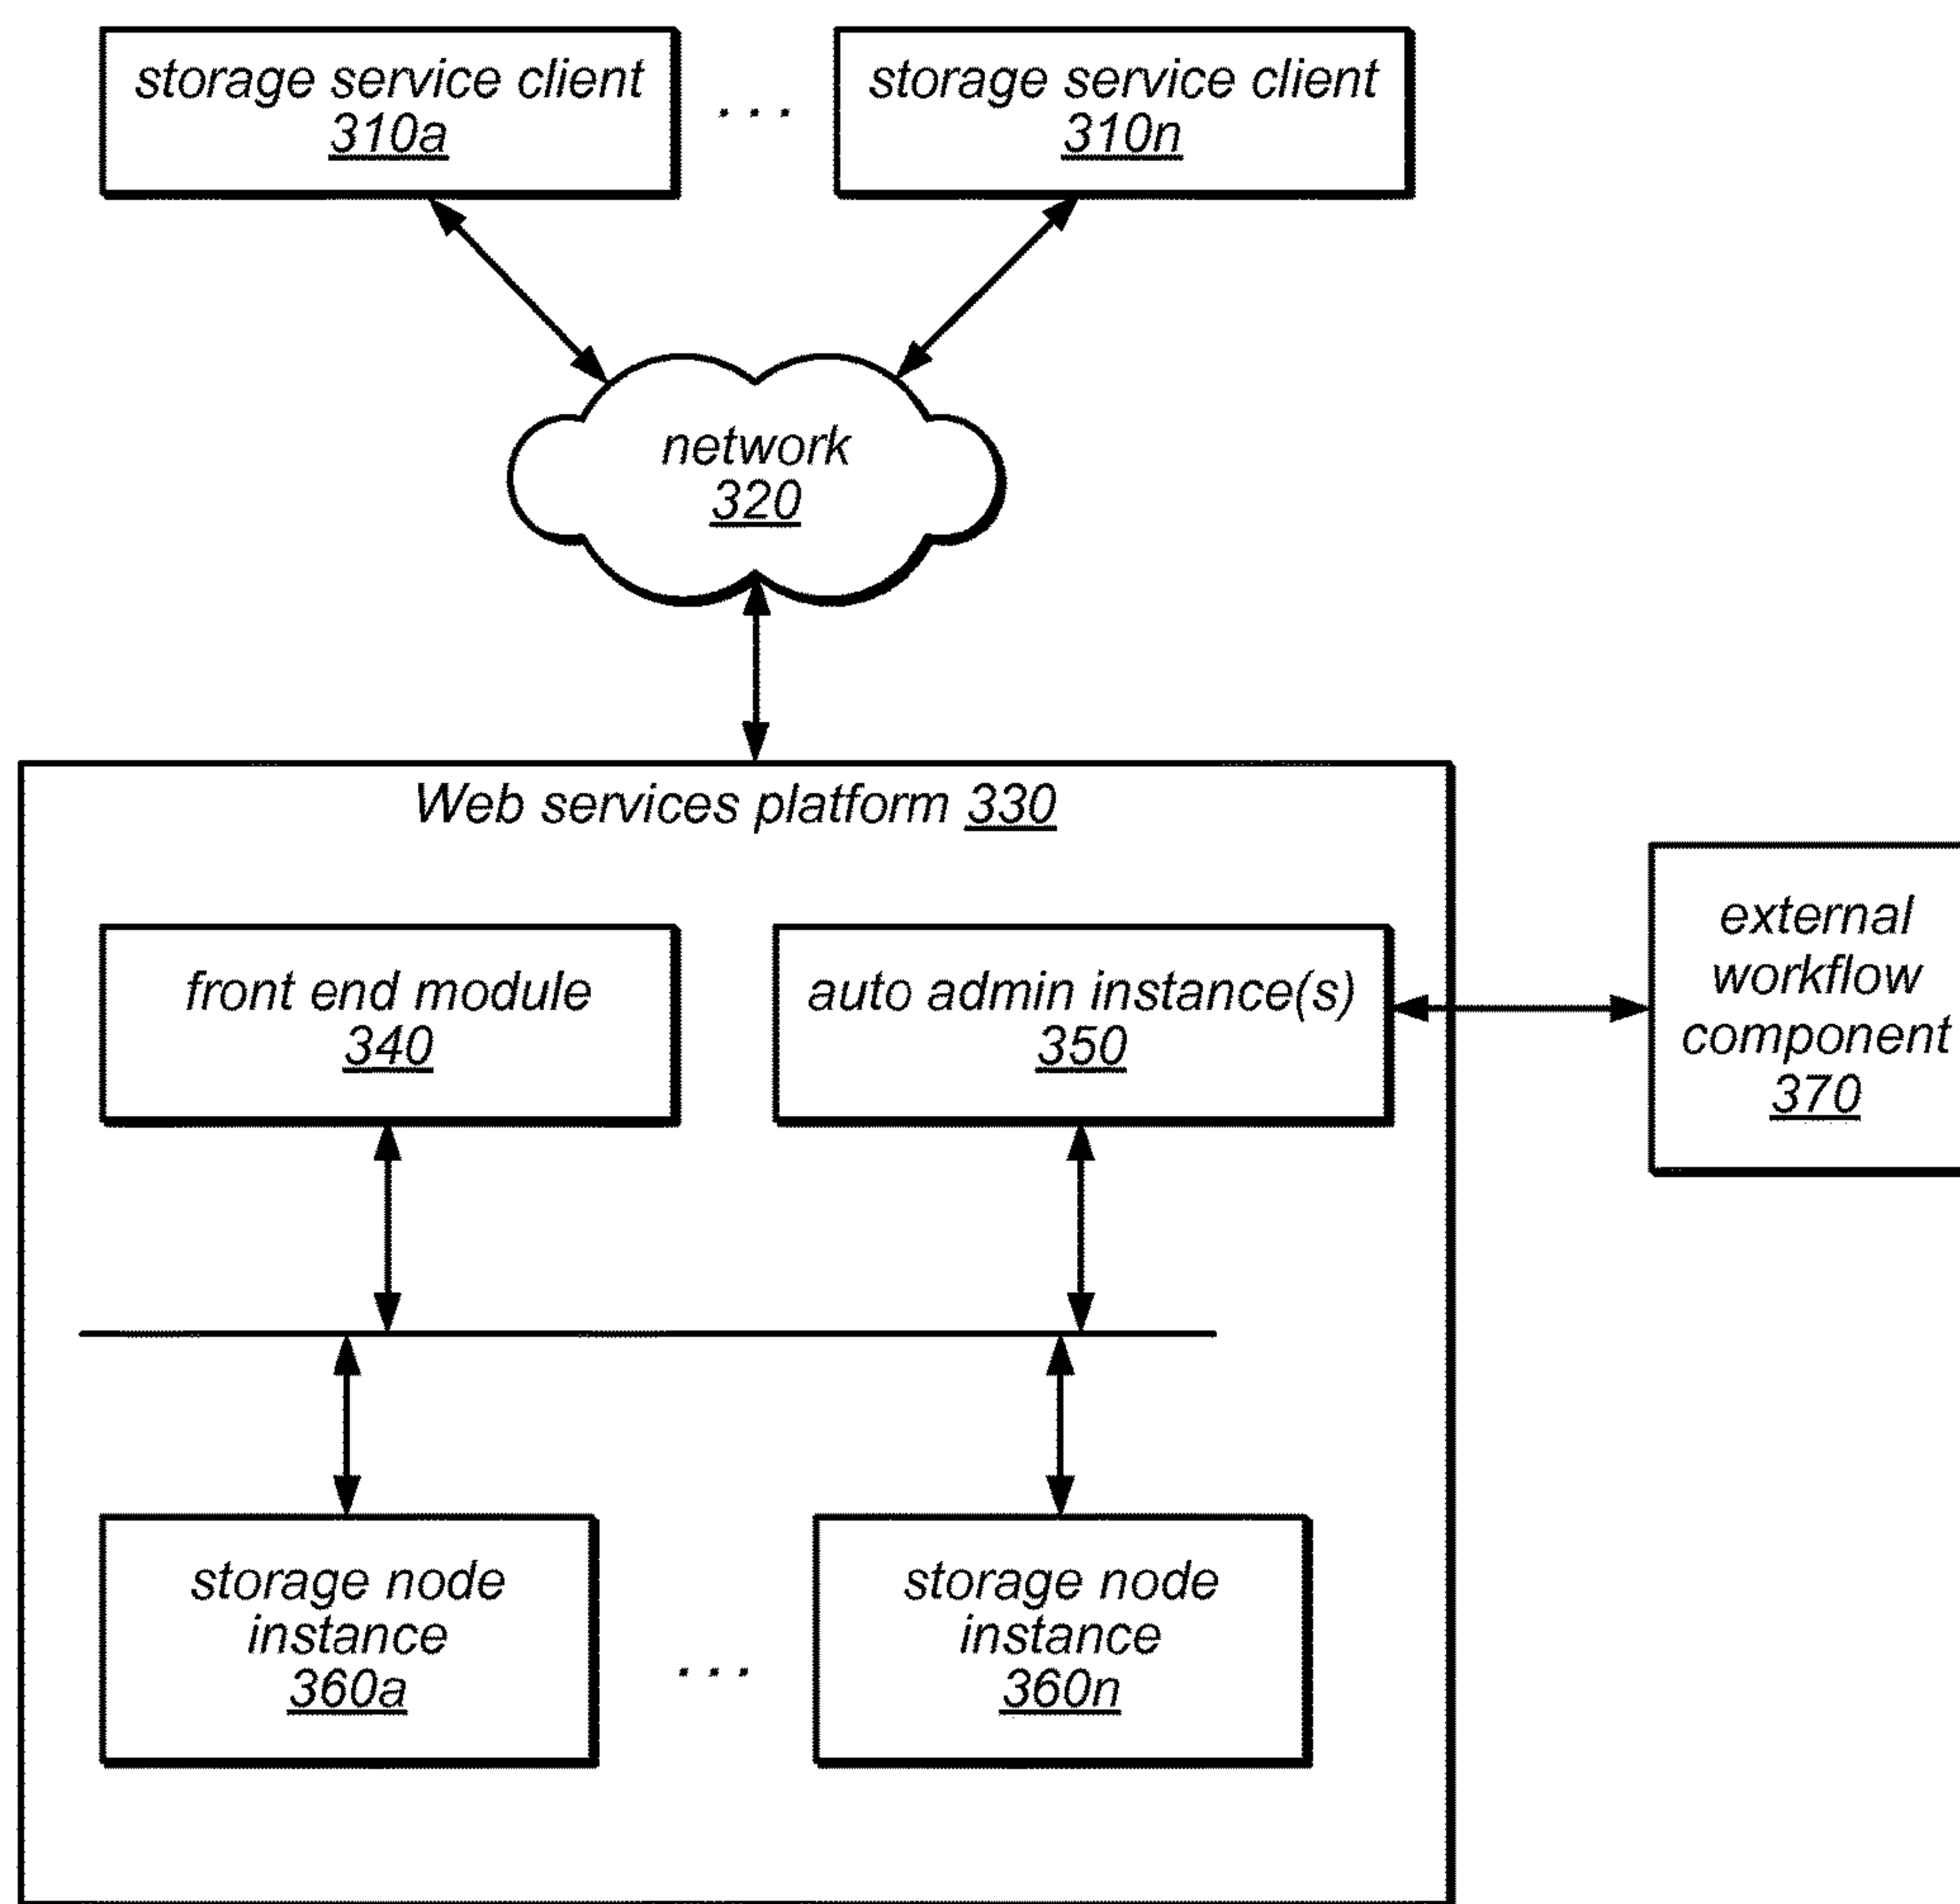 storage service client
310a
. . .
storage service client
310n
network
320
Web services platform 330
front end module
340
auto admin instance(s)
350
external
workflow
component
370
storage node
instance
360a
. . .
storage node
instance
360n